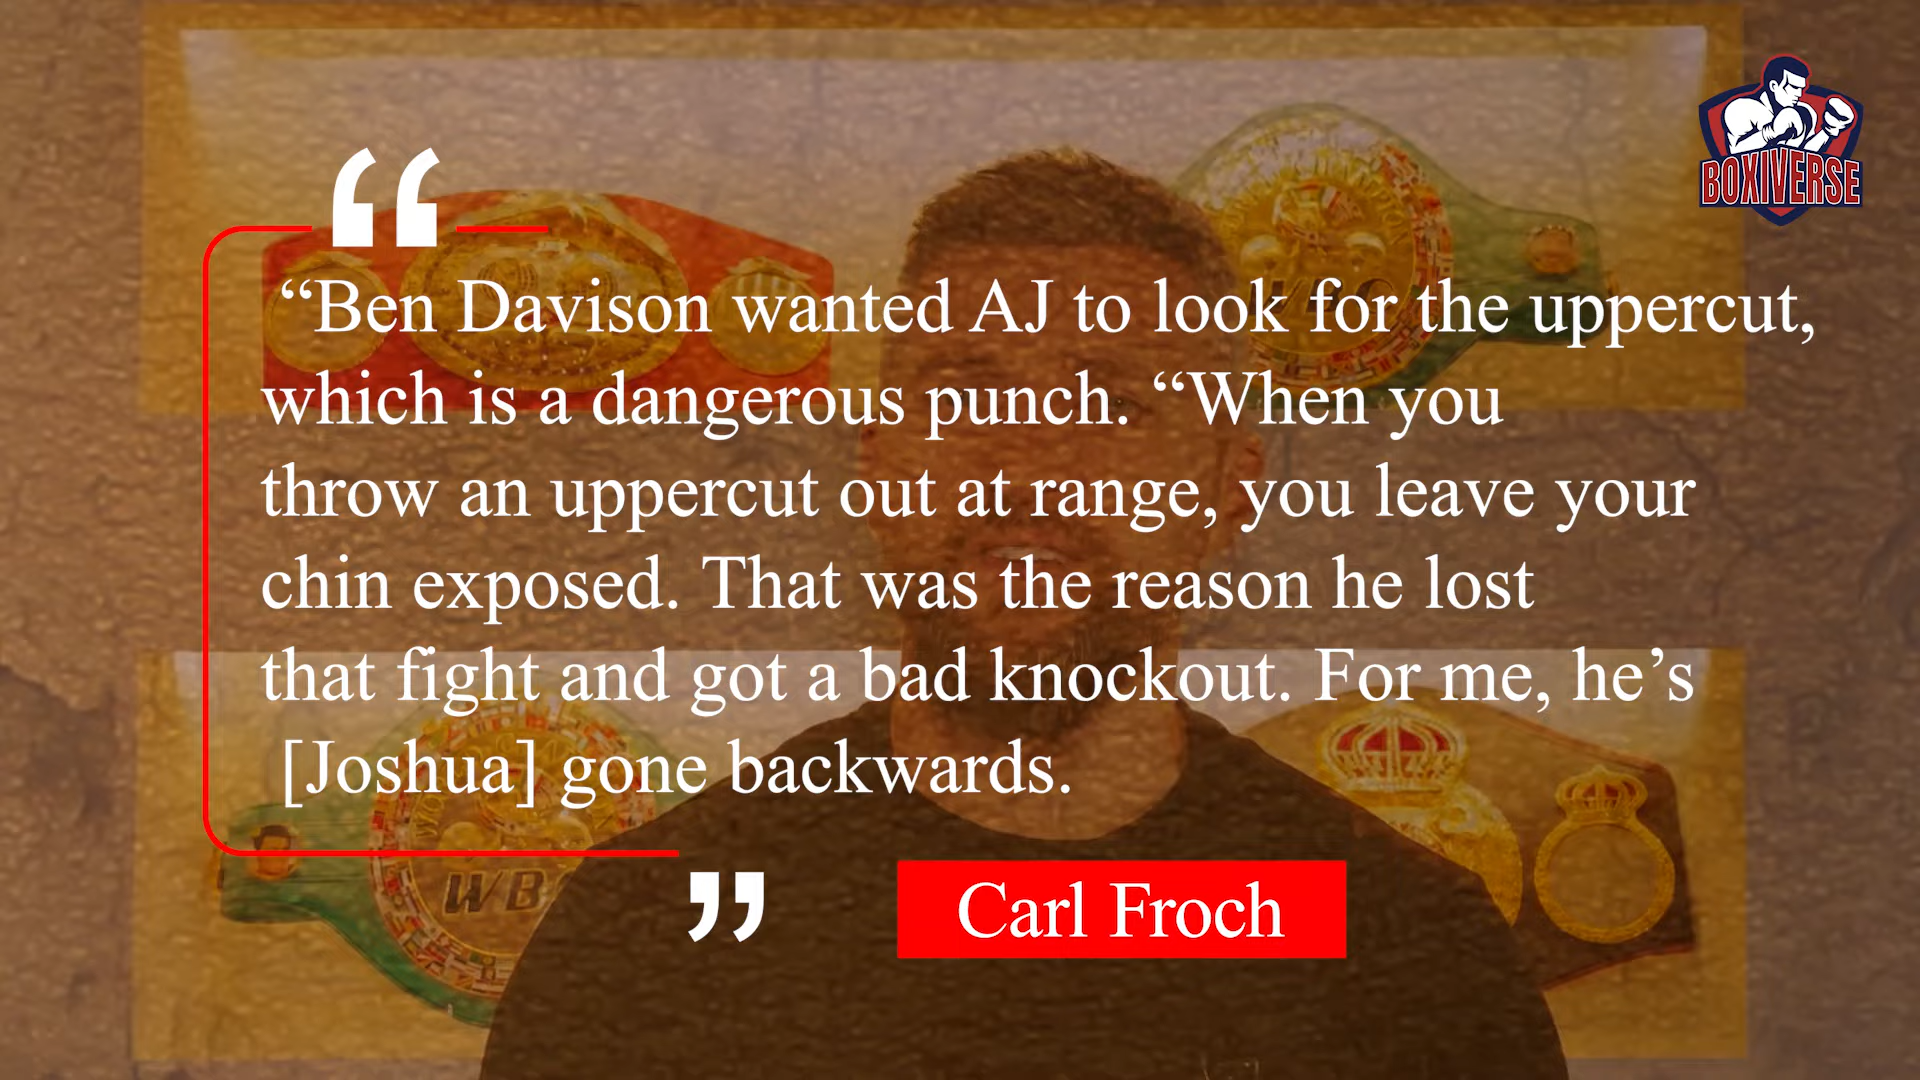 BOXIVERSE
“
“Ben Davison wanted AJ to look for the uppercut,
which is a dangerous punch. “When you
throw an uppercut out at range, you leave your
chin exposed. That was the reason he lost
that fight and got a bad knockout. For me, he’s
[Joshua] gone backwards.
”
Carl Froch
WB